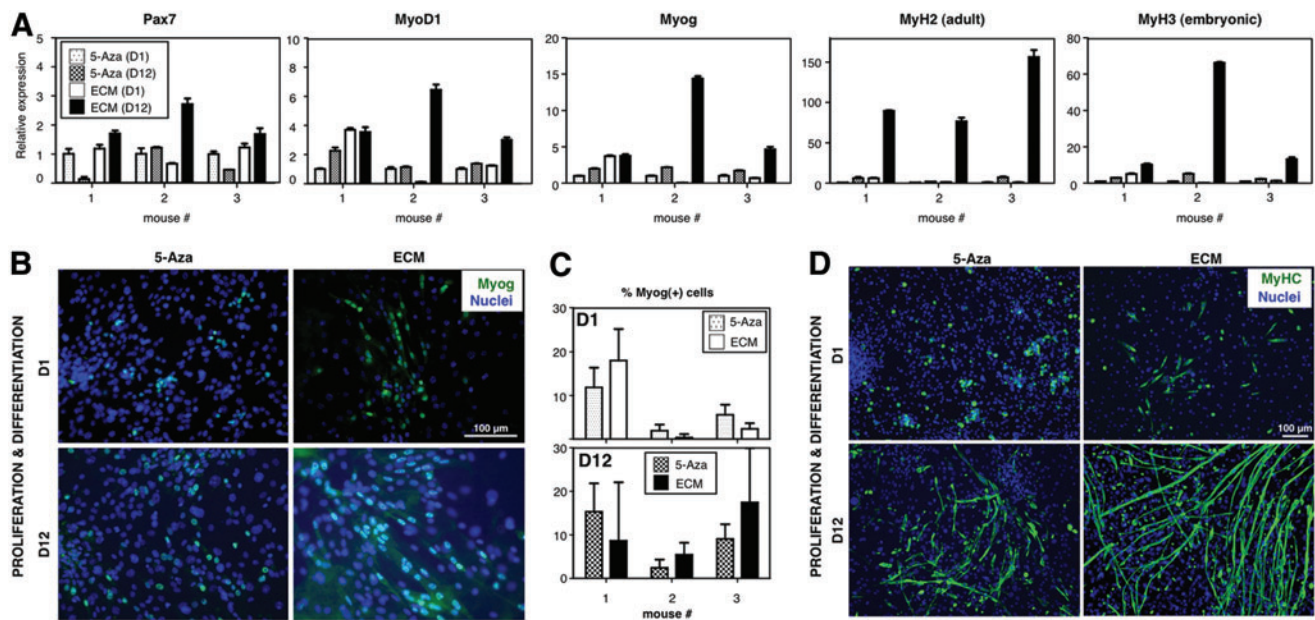 A
Pax7
MyoD1
Myog
MyH2 (adult)
MyH3 (embryonic)
Relative expression
5
4
3
2
1
0
5-Aza (D1)
5-Aza (D12)
ECM (D1)
ECM (D12)
1 2 3
mouse #
10
8
6
4
2
0
1 2 3
mouse #
20
15
10
5
0
1 2 3
mouse #
150
100
50
0
1 2 3
mouse #
80
60
40
20
0
1 2 3
mouse #
B
5-Aza
ECM
PROLIFERATION & DIFFERENTIATION
D1
D12
Myog
Nuclei
100 µm
C
% Myog(+) cells
30
20
10
D1
5-Aza
ECM
30
20
10
0
D12
5-Aza
ECM
1 2 3
mouse #
D
5-Aza
ECM
PROLIFERATION & DIFFERENTIATION
D1
D12
MyHC
Nuclei
100 µm